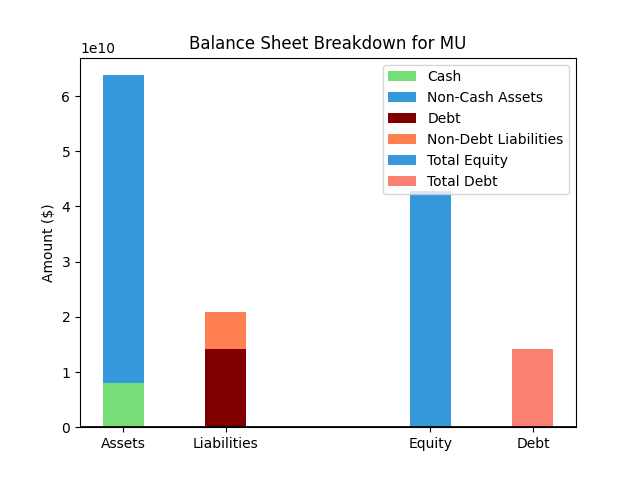 Balance Sheet Breakdown for MU
1e10
Cash
Non-Cash Assets
Debt
Non-Debt Liabilities
Total Equity
Total Debt
Amount ($)
6
5
4
3
2
1
0
Assets
Liabilities
Equity
Debt